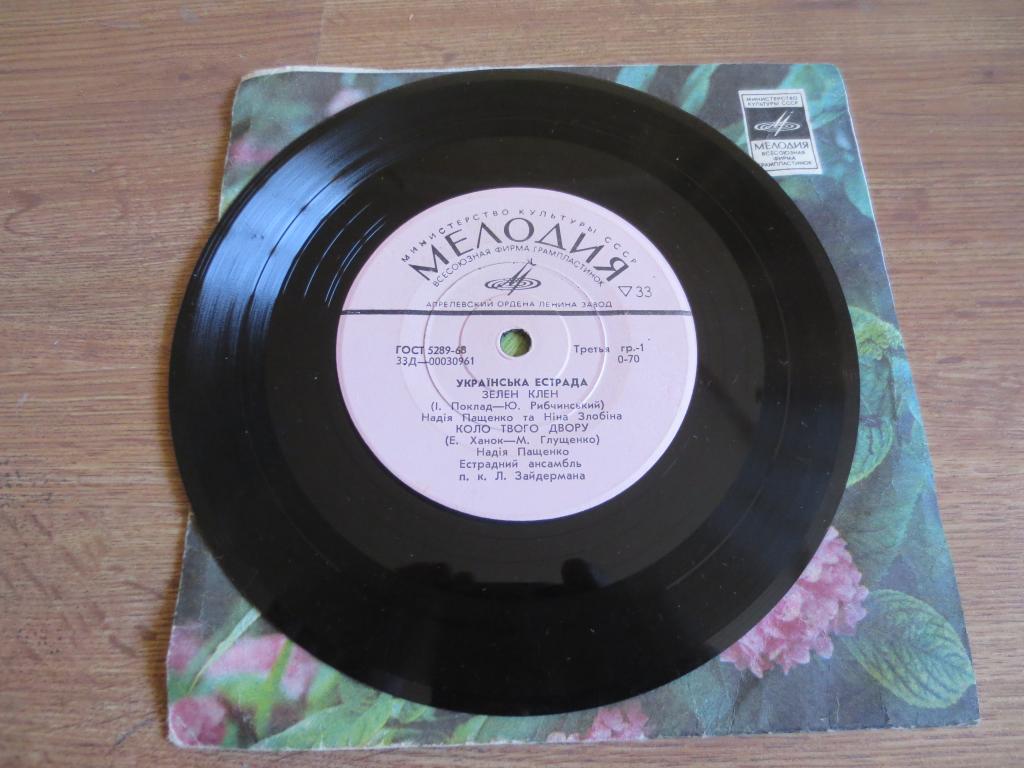 МИНИСТЕРСТВО
КУЛЬТУРЫ СССР
МЕЛОДИЯ
ВСЕСОЮЗНАЯ
ФИРМА
ГРАМПЛАСТИНОК
МИНИСТЕРСТВО КУЛЬТУРЫ СССР
МЕЛОДИЯ
ВСЕСОЮЗНАЯ ФИРМА ГРАМПЛАСТИНОК
33
АПРЕЛЕВСКИЙ ОРДЕНА ЛЕНИНА ЗАВОД
ГОСТ 5289-68 Третья гр.-1
33Д—00030961 0-70
УКРАЇНСЬКА ЕСТРАДА
ЗЕЛЕН КЛЕН
(І. Поклад—Ю. Рибчинський)
Надія Пащенко та Ніна Злобіна
КОЛО ТВОГО ДВОРУ
(Е. Ханок—М. Глущенко)
Надія Пащенко
Естрадний ансамбль
п. к. Л. Зайдермана